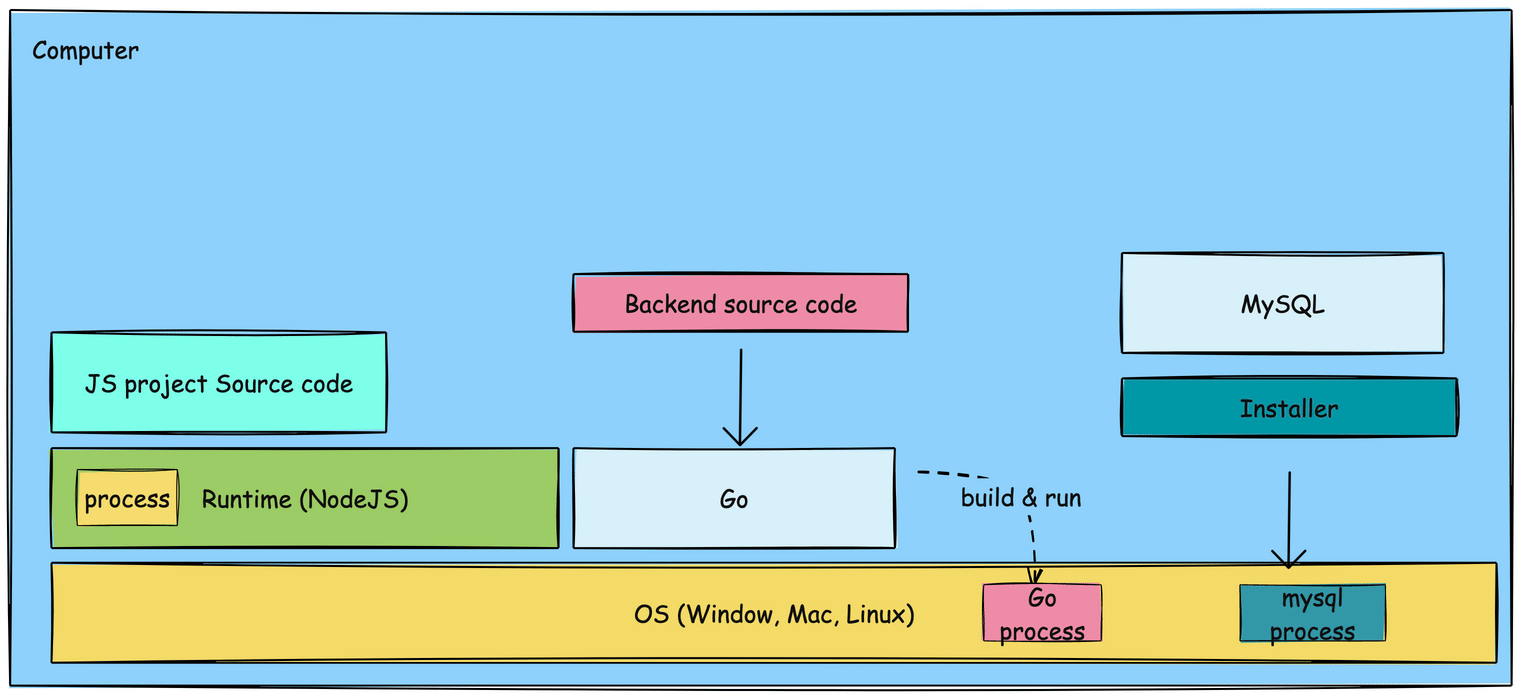 Computer
Backend source code
MySQL
JS project Source code
Installer
process
Runtime (NodeJS)
Go
build & run
OS (Window, Mac, Linux)
Go
process
mysql
process